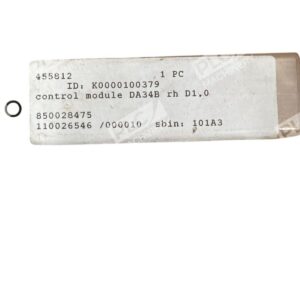 455812 1 PC
ID: K0000100379
control module DA34B rh D1,0
850028475
110026546 /000010 sbin: 101A3